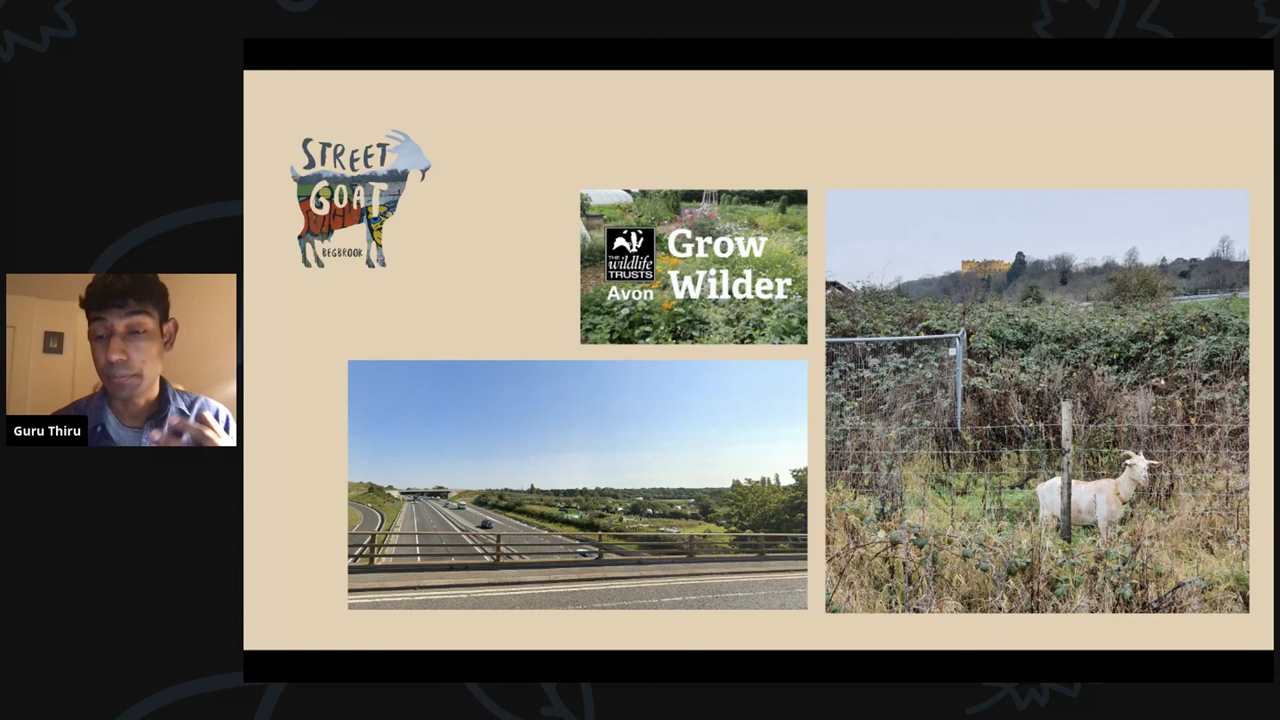 STREET
GOAT
BEGBROOK
THE
wildlife
TRUSTS
Avon
Grow
Wilder
Guru Thiru